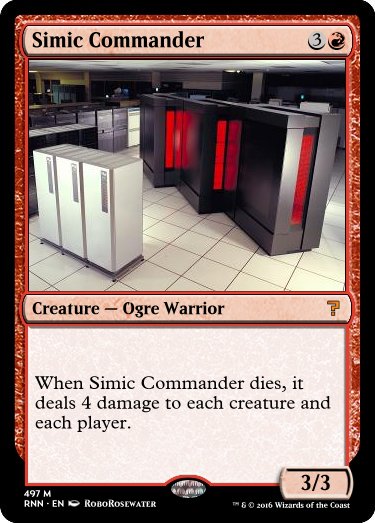 Simic Commander 3
Creature — Ogre Warrior
When Simic Commander dies, it
deals 4 damage to each creature and
each player.
3/3
497 M
RNN - EN RoboRosewater
™ & © 2016 Wizards of the Coast